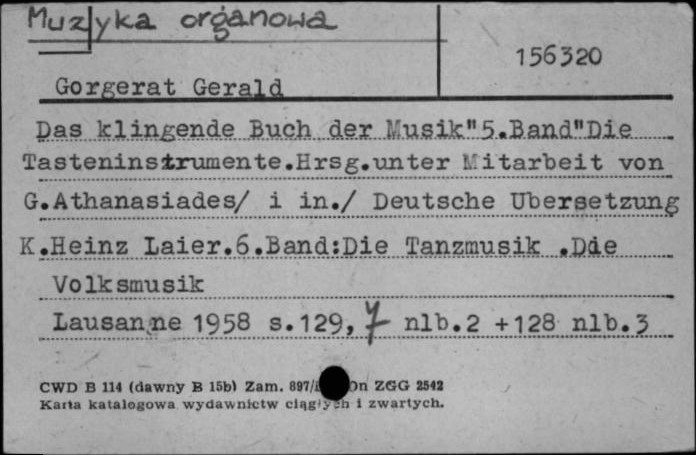 Muzyka organowa
156320
Gorgerat Gerald
Das klingende Buch der Musik"5.Band"Die
Tasteninstrumente.Hrsg.unter Mitarbeit von
G.Athanasiades/ i in./ Deutsche Ubersetzung
K.Heinz Laier.6.Band:Die Tanzmusik .Die
Volksmusik
Lausanne 1958 s.129, nlb.2 +128 nlb.3
CWD B 114 (dawny B 15b) Zam. 897/ ZGG 2542
Karta katalogowa wydawnictw ciągłych i zwartych.